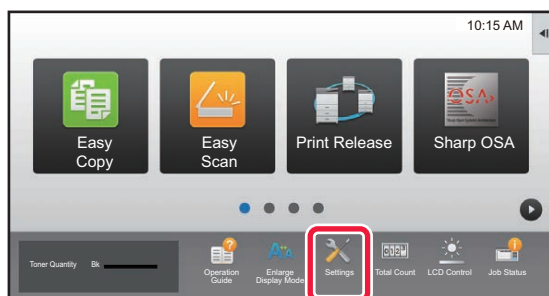 10:15 AM
Easy
Copy
Easy
Scan
Print Release
OSA
Sharp OSA
Toner Quantity Bk
Operation
Guide
Enlarge
Display Mode
Settings
Total Count
LCD Control
Job Status